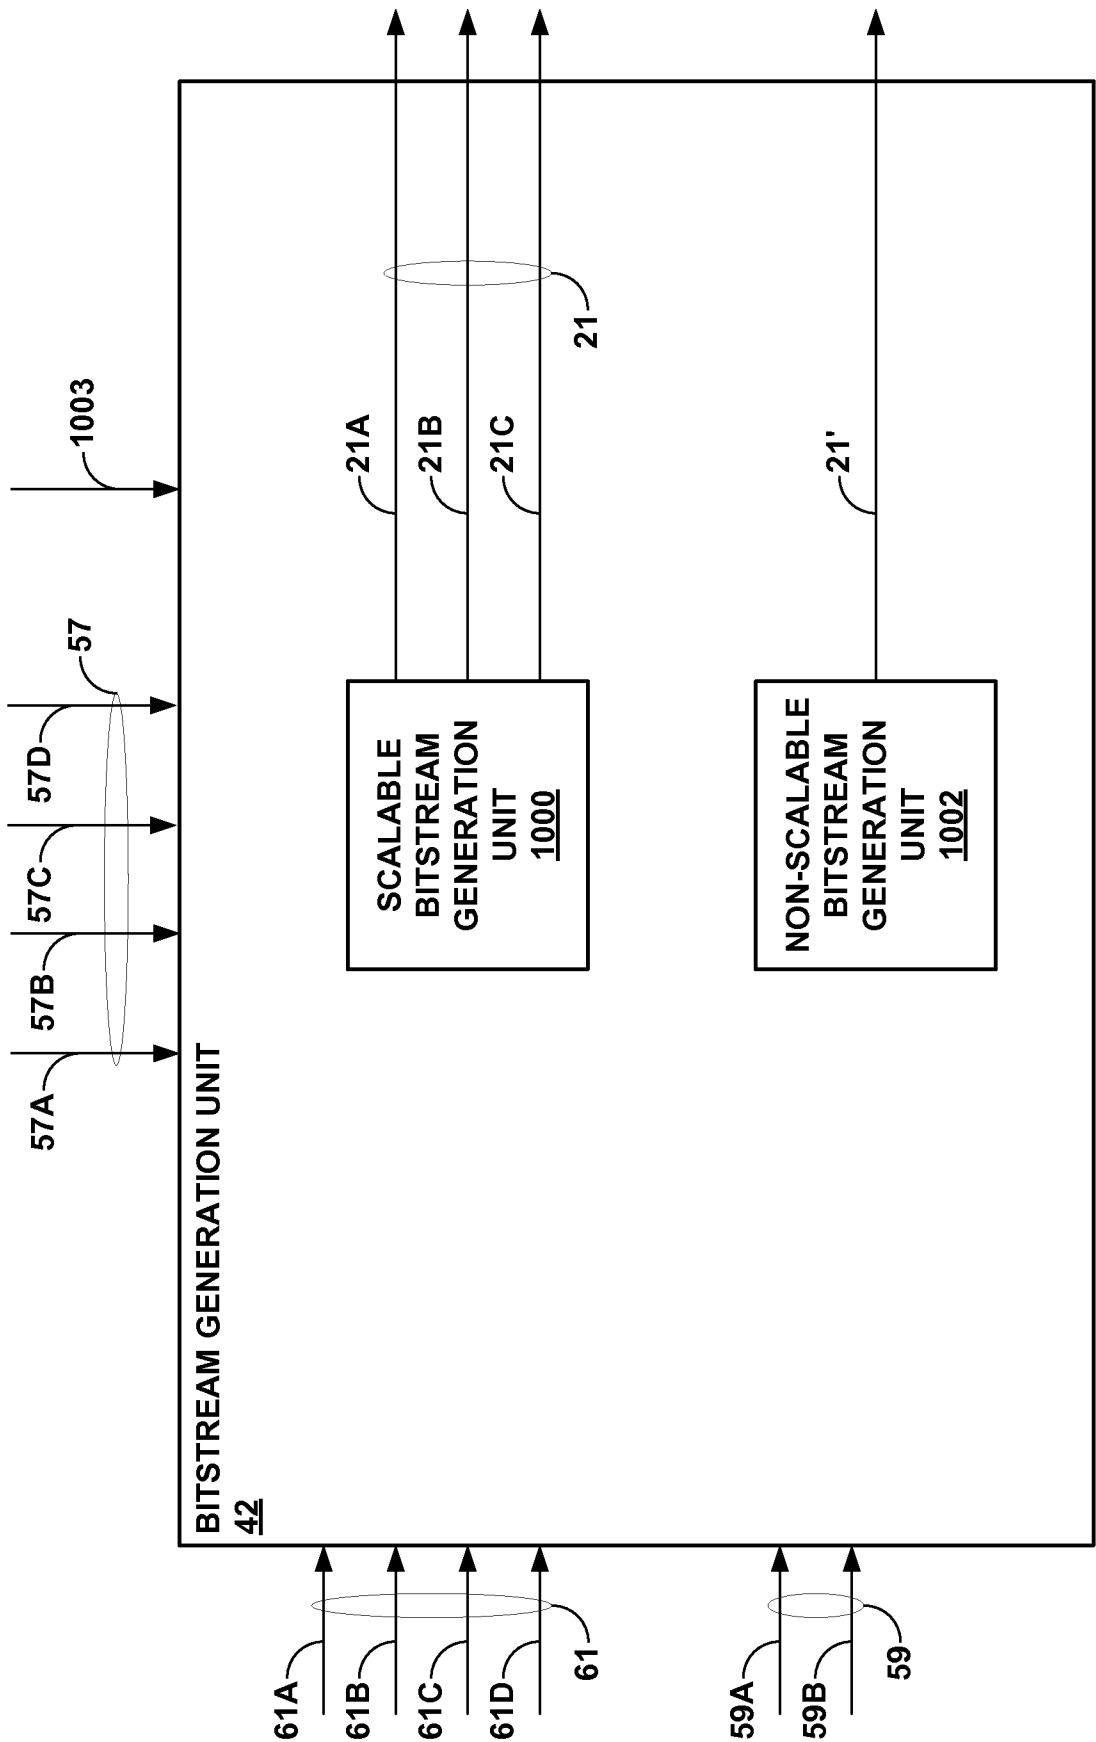 57A
57B
57C
57D
57
1003
BITSTREAM GENERATION UNIT
42
61A
61B
61C
61D
61
59A
59B
59
SCALABLE
BITSTREAM
GENERATION
UNIT
1000
21A
21B
21C
21
NON-SCALABLE
BITSTREAM
GENERATION
UNIT
1002
21'